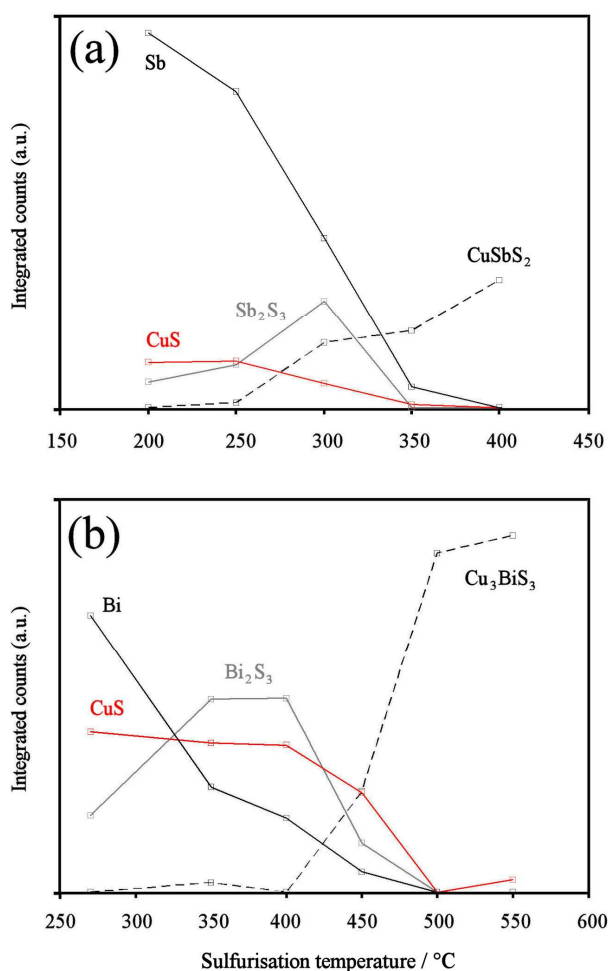 (a)
Sb
CuSbS₂
Sb₂S₃
CuS
Integrated counts (a.u.)
150 200 250 300 350 400 450
(b)
Bi
Cu₃BiS₃
Bi₂S₃
CuS
Integrated counts (a.u.)
250 300 350 400 450 500 550 600
Sulfurisation temperature / °C